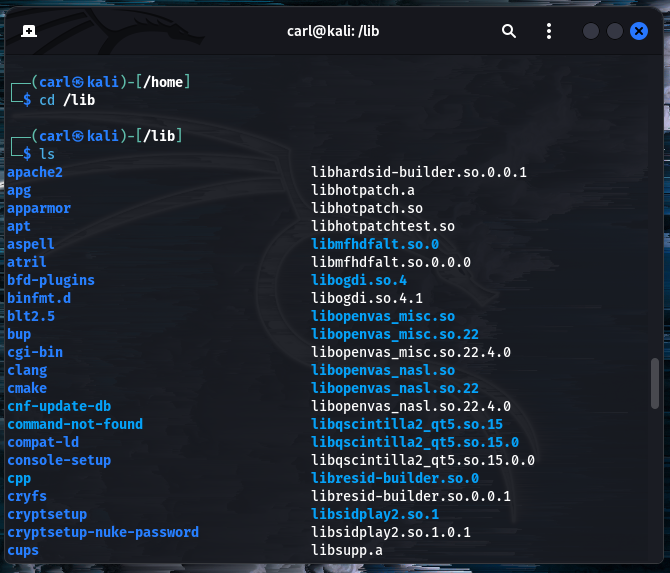 carl@kali: /lib
┌──(carl㉿kali)-[/home]
└─$ cd /lib
┌──(carl㉿kali)-[/lib]
└─$ ls
apache2 libhardsid-builder.so.0.0.1
apg libhotpatch.a
apparmor libhotpatch.so
apt libhotpatchtest.so
aspell libmfhdfalt.so.0
atril libmfhdfalt.so.0.0.0
bfd-plugins libogdi.so.4
binfmt.d libogdi.so.4.1
blt2.5 libopenvas_misc.so
bup libopenvas_misc.so.22
cgi-bin libopenvas_misc.so.22.4.0
clang libopenvas_nasl.so
cmake libopenvas_nasl.so.22
cnf-update-db libopenvas_nasl.so.22.4.0
command-not-found libqscintilla2_qt5.so.15
compat-ld libqscintilla2_qt5.so.15.0
console-setup libqscintilla2_qt5.so.15.0.0
cpp libresid-builder.so.0
cryfs libresid-builder.so.0.0.1
cryptsetup libsidplay2.so.1
cryptsetup-nuke-password libsidplay2.so.1.0.1
cups libsupp.a